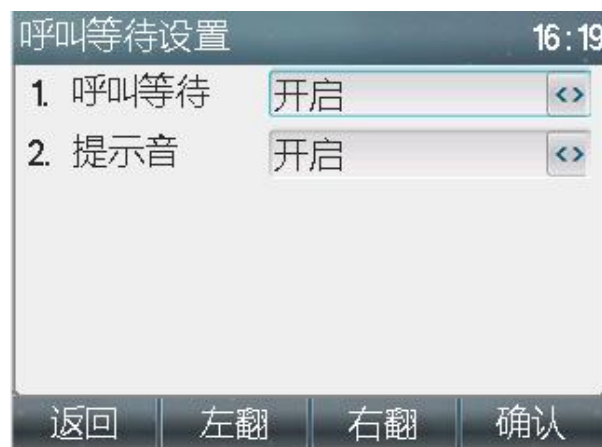 呼叫等待设置 16:19
1. 呼叫等待 开启
2. 提示音 开启
返回 左翻 右翻 确认